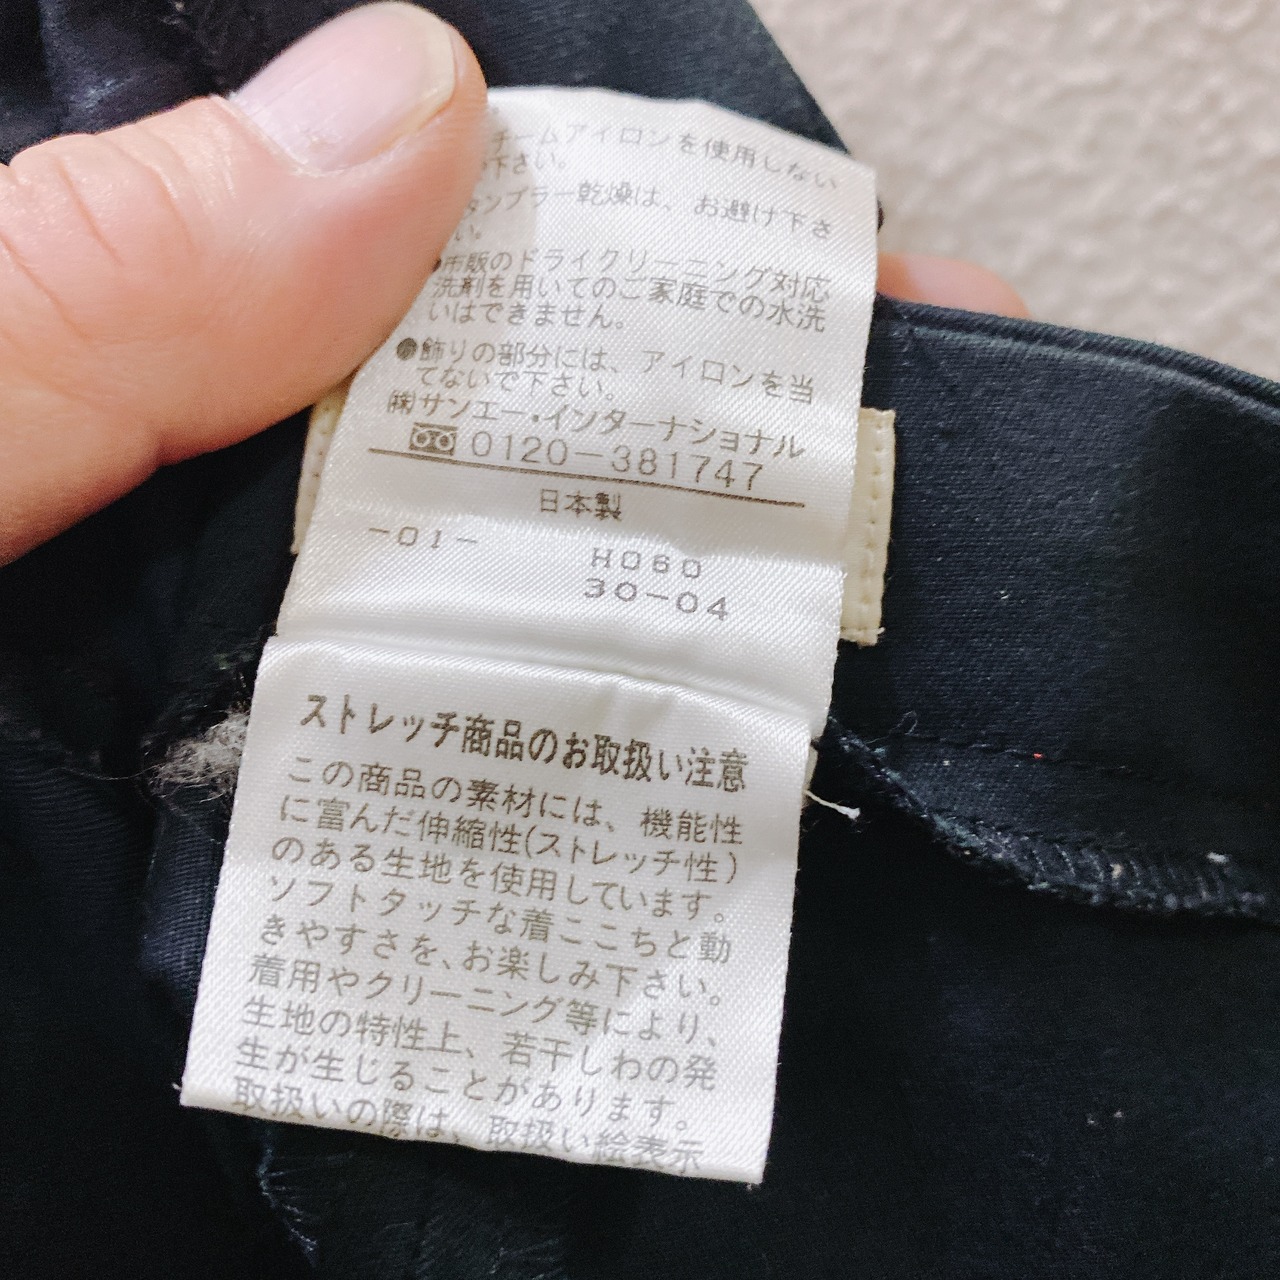 チームアイロンを使用しない
下さい。
タンブラー乾燥は、お避け下さ
い。
●市販のドライクリーニング対応
洗剤を用いてのご家庭での水洗
いはできません。
●飾りの部分には、アイロンを当
てないで下さい。
㈱サンエー・インターナショナル
0120-381747
日本製
-01-
H060
30-04
ストレッチ商品のお取扱い注意
この商品の素材には、機能性
に富んだ伸縮性(ストレッチ性)
のある生地を使用しています。
ソフトタッチな着ここちと動
きやすさを、お楽しみ下さい。
着用やクリーニング等により、
生地の特性上、若干しわの発
生が生じることがあります。
取扱いの際は、取扱い絵表示